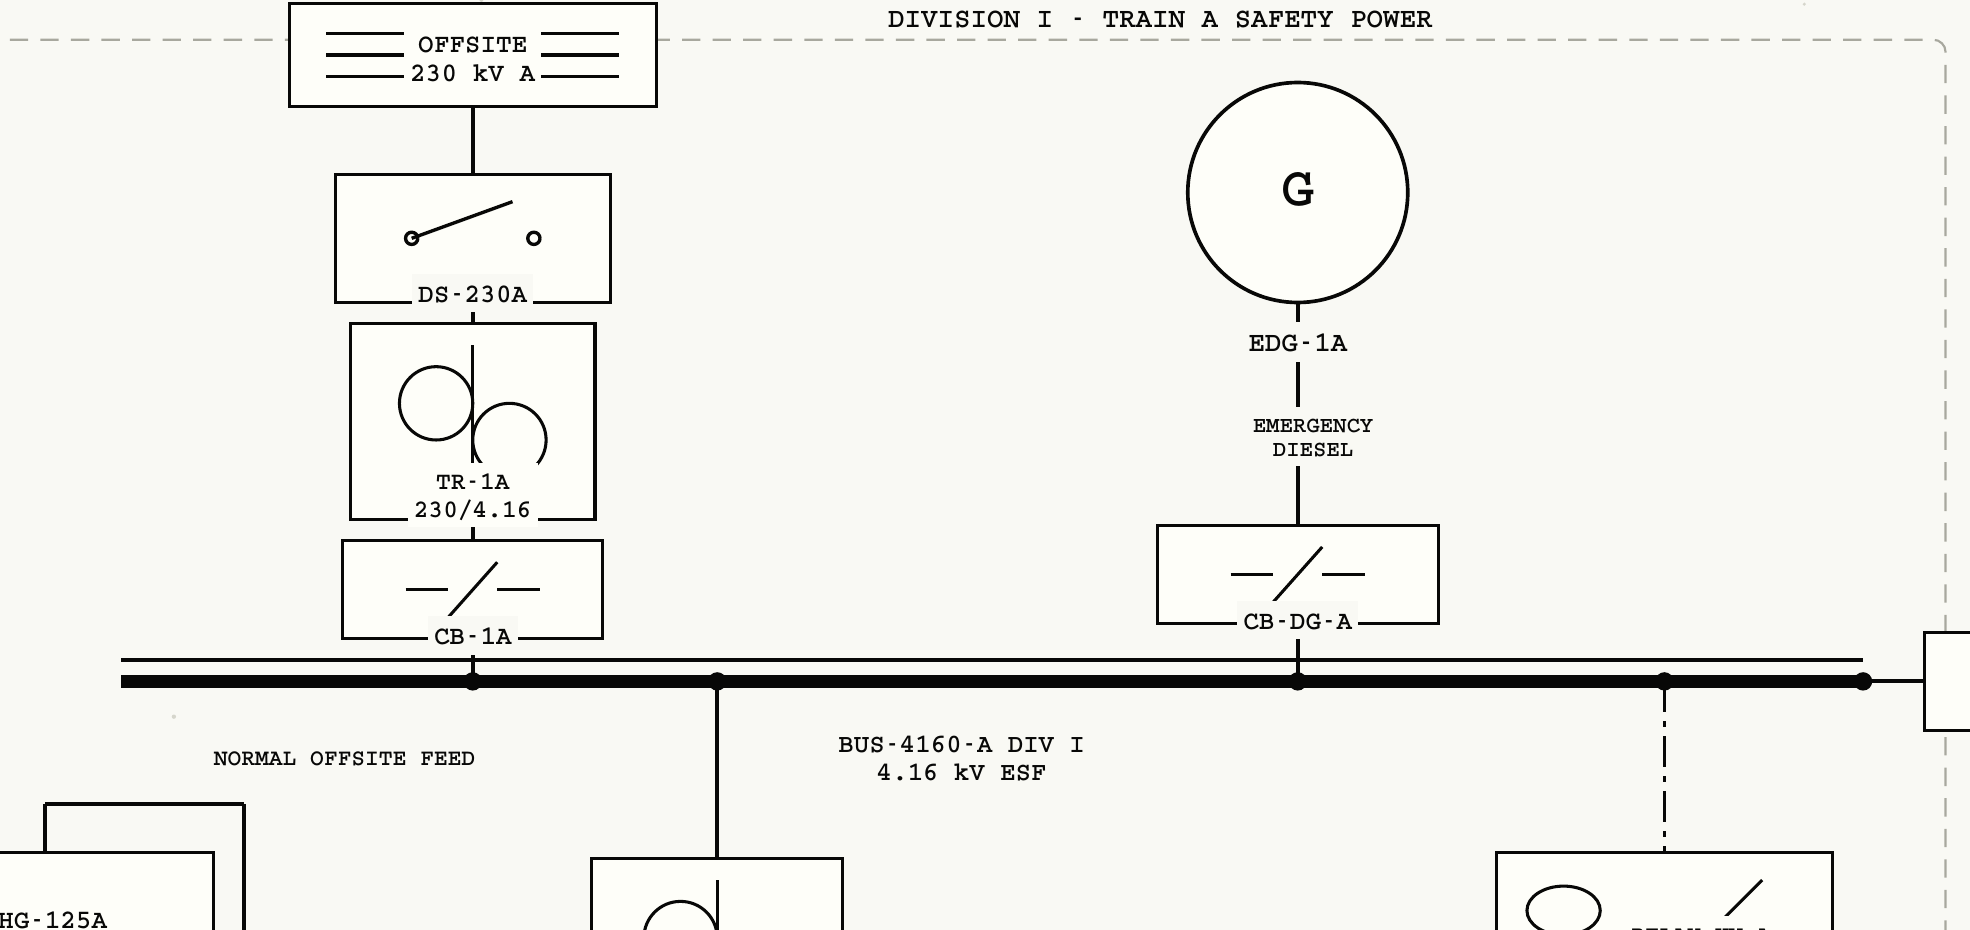 DIVISION I - TRAIN A SAFETY POWER
OFFSITE
230 kV A
G
DS-230A
EDG-1A
EMERGENCY
DIESEL
TR-1A
230/4.16
CB-DG-A
CB-1A
BUS-4160-A DIV I
4.16 kV ESF
NORMAL OFFSITE FEED
HG-125A